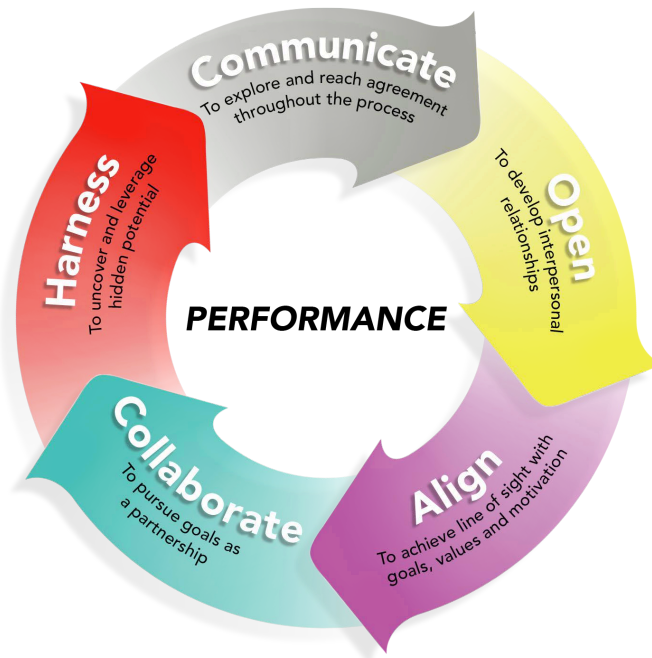 Communicate
To explore and reach agreement
throughout the process
Open
To develop interpersonal
relationships
Align
To achieve line of sight with
goals, values and motivation
Collaborate
To pursue goals as
a partnership
Harness
To uncover and leverage
hidden potential
PERFORMANCE